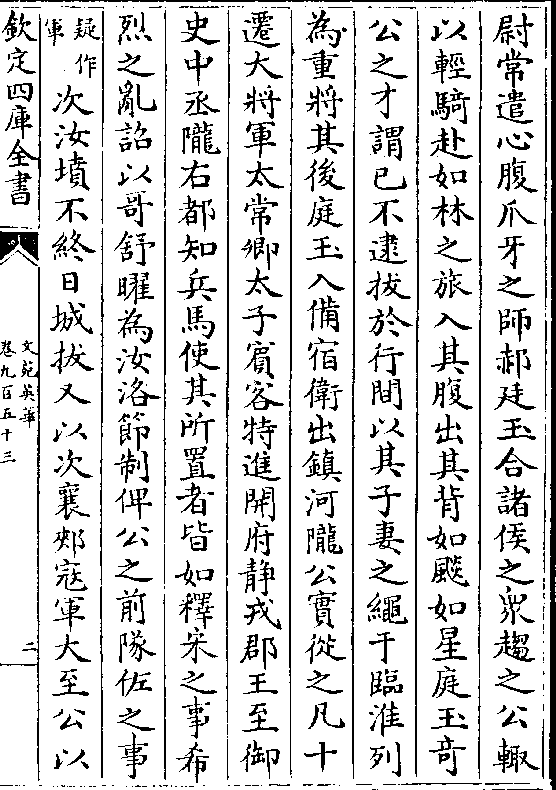 尉常遣心腹爪牙之師郝廷玉合諸侯之衆趨之公輙
以輕騎赴如林之旅入其腹出其背如飇如星庭玉竒
公之才謂已不逮拔於行間以其子妻之繩于臨淮列
為重將其後庭玉入備宿衛出鎮河隴公實從之凡十
遷大將軍太常卿太子賓客特進開府静戎郡王至御
史中丞隴右都知兵馬使其所置者皆如釋宋之事希
烈之亂詔以哥舒曜為汝洛節制俾公之前隊佐之事
疑作
軍
次汝墳不終日城拔又以次襄郟寇軍大至公以
欽定四庫全書
文苑英華
卷九百五十三
二